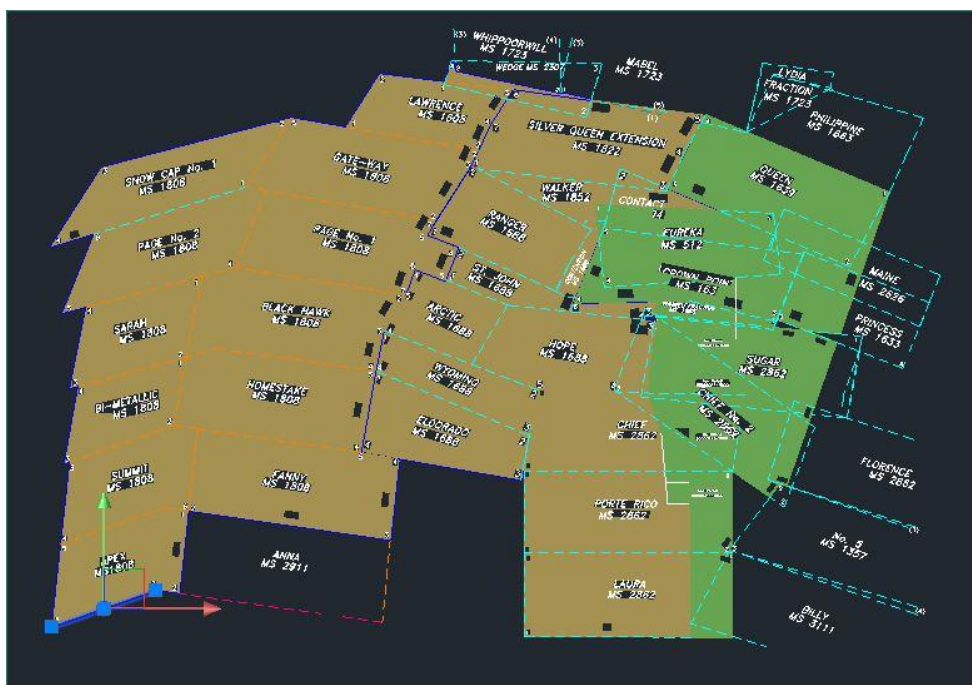 WHIPPOORWILL
MS 1723
WEDGE MS 2307
MABEL
MS 1723
LYDIA
FRACTION
MS 1723
PHILIPPINE
MS 1663
LAWRENCE
MS 1808
SILVER QUEEN EXTENSION
MS 1822
SNOW CAP No. 1
MS 1808
GATE-WAY
MS 1808
QUEEN
MS 1639
WALKER
MS 1852
CONTACT
PAGE No. 2
MS 1808
PAGE No. 1
MS 1808
RANGER
MS 1688
EUREKA
MS 512
CROWN POINT
MS 163
ST. JOHN
MS 1688
MAINE
MS 2636
PRINCESS
MS 1633
SARAH
MS 1808
BLACK HAWK
MS 1808
ARCTIC
MS 1688
HOPE
MS 1688
SUGAR
MS 2862
BI-METALLIC
MS 1808
HOMESTAKE
MS 1808
WYOMING
MS 1688
CHIEF No. 2
MS 2862
ELDORADO
MS 1688
CHIEF
MS 2862
FLORENCE
MS 2862
SUMMIT
MS 1808
FANNY
MS 1808
PORTE RICO
MS 2862
No. 5
MS 1357
APEX
MS1808
ANNA
MS 2911
LAURA
MS 2862
BILLY
MS 3111